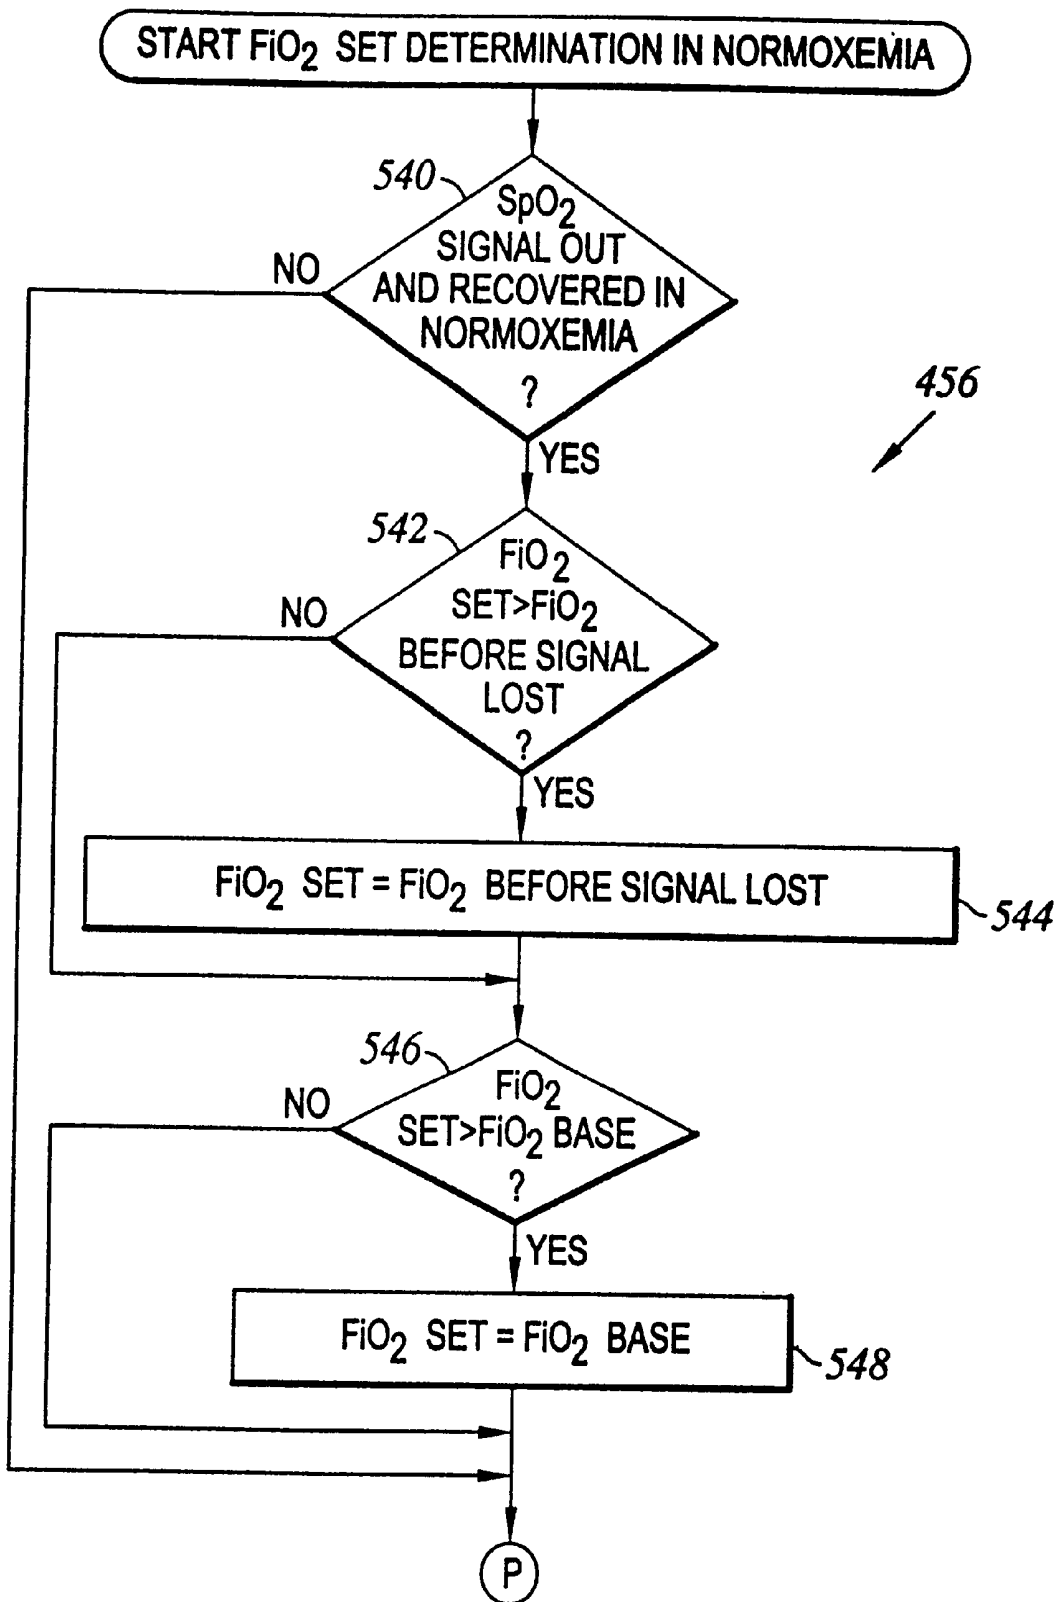 START FiO2 SET DETERMINATION IN NORMOXEMIA
540
SpO2
SIGNAL OUT
AND RECOVERED IN
NORMOXEMIA
?
NO
YES
456
542
FiO2
SET>FiO2
BEFORE SIGNAL
LOST
?
NO
YES
FiO2 SET = FiO2 BEFORE SIGNAL LOST
544
546
FiO2
SET>FiO2 BASE
?
NO
YES
FiO2 SET = FiO2 BASE
548
P